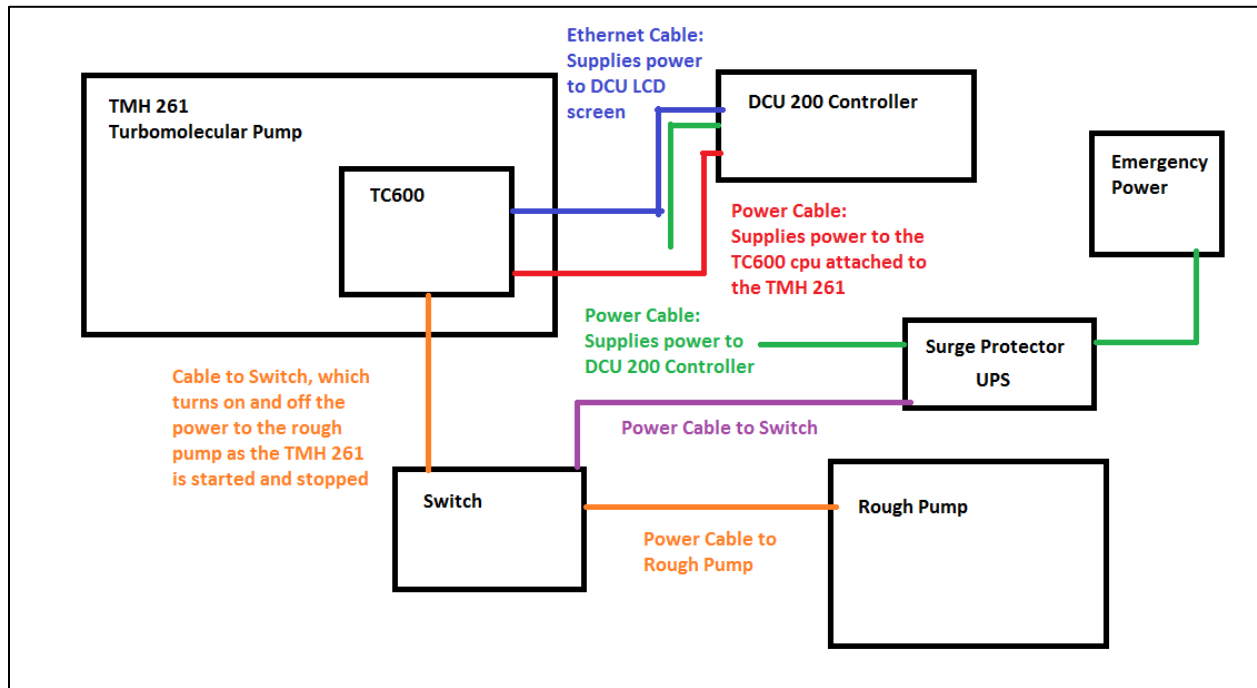 Ethernet Cable:
Supplies power
to DCU LCD
screen
TMH 261
Turbomolecular Pump
DCU 200 Controller
Emergency
Power
TC600
Power Cable:
Supplies power to the
TC600 cpu attached to
the TMH 261
Power Cable:
Supplies power to
DCU 200 Controller
Surge Protector
UPS
Cable to Switch, which
turns on and off the
power to the rough
pump as the TMH 261
is started and stopped
Power Cable to Switch
Switch
Rough Pump
Power Cable to
Rough Pump